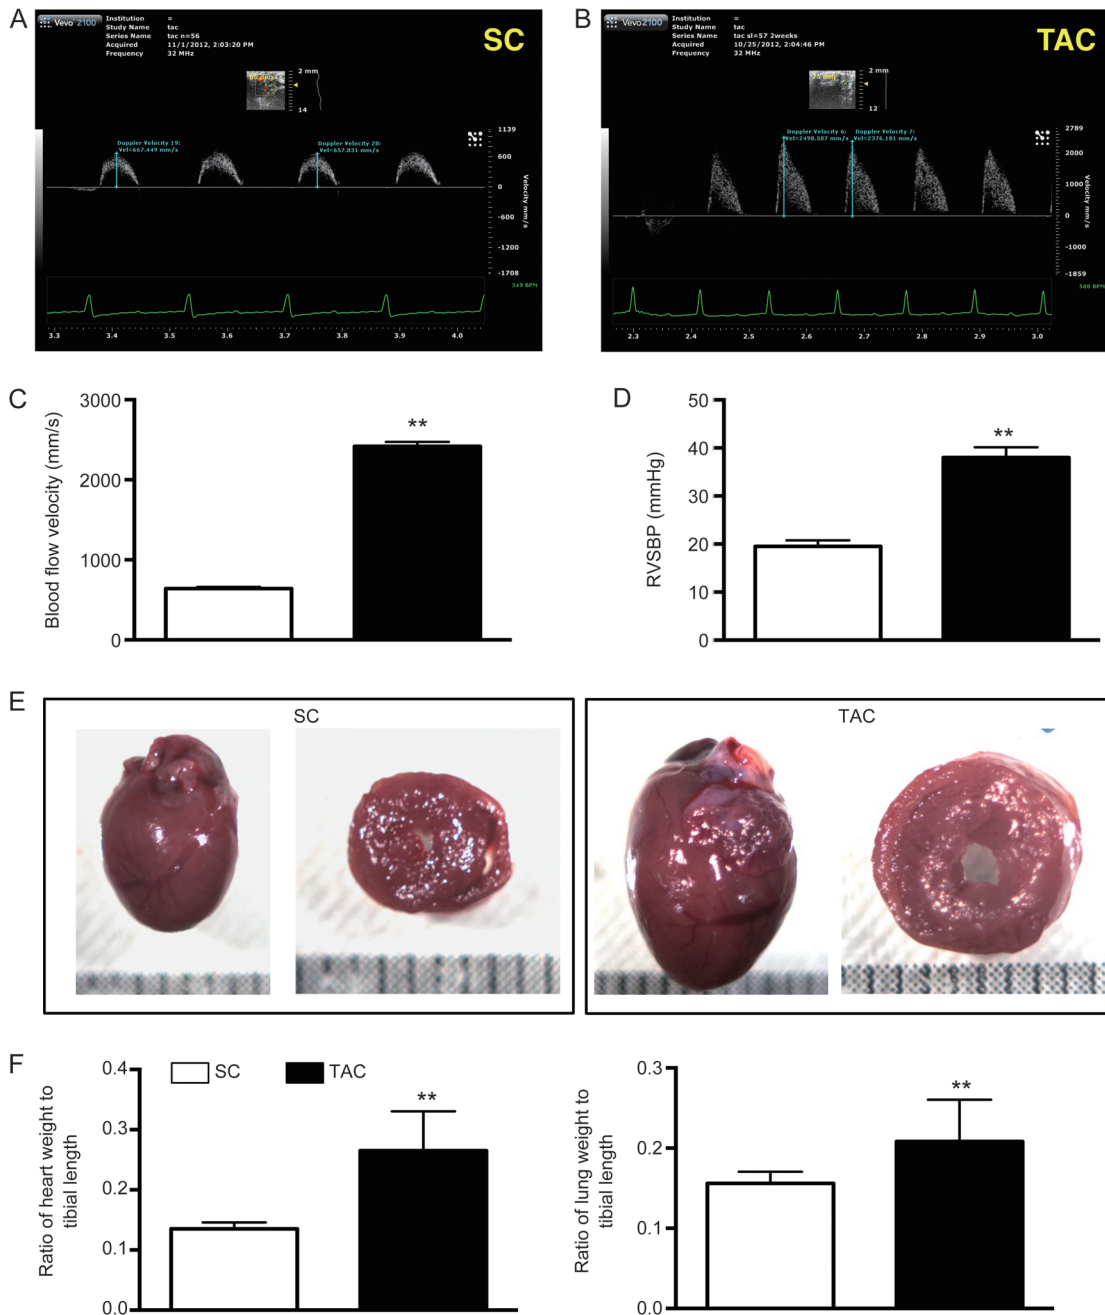 A
Vevo 2100
Institution =
Study Name tac
Series Name tac n=56
Acquired 11/1/2012, 2:03:20 PM
Frequency 32 MHz
SC
2 mm
14
Doppler Velocity 19:
Vel=667.449 mm/s
Doppler Velocity 20:
Vel=657.831 mm/s
1139
600
0
-600
-1200
-1708
Velocity mm/s
349 BPM
3.3 3.4 3.5 3.6 3.7 3.8 3.9 4.0
B
Vevo 2100
Institution =
Study Name tac
Series Name tac sl=57 2weeks
Acquired 10/25/2012, 2:04:46 PM
Frequency 32 MHz
TAC
2 mm
12
Doppler Velocity 6:
Vel=2498.507 mm/s
Doppler Velocity 7:
Vel=2376.181 mm/s
2789
2000
1000
0
-1000
-1859
Velocity mm/s
508 BPM
2.3 2.4 2.5 2.6 2.7 2.8 2.9 3.0
C
Blood flow velocity (mm/s)
3000
2000
1000
0
**
D
RVSBP (mmHg)
50
40
30
20
10
0
**
E
SC
TAC
F
SC
TAC
Ratio of heart weight to
tibial length
0.4
0.3
0.2
0.1
0.0
**
Ratio of lung weight to
tibial length
0.3
0.2
0.1
0.0
**